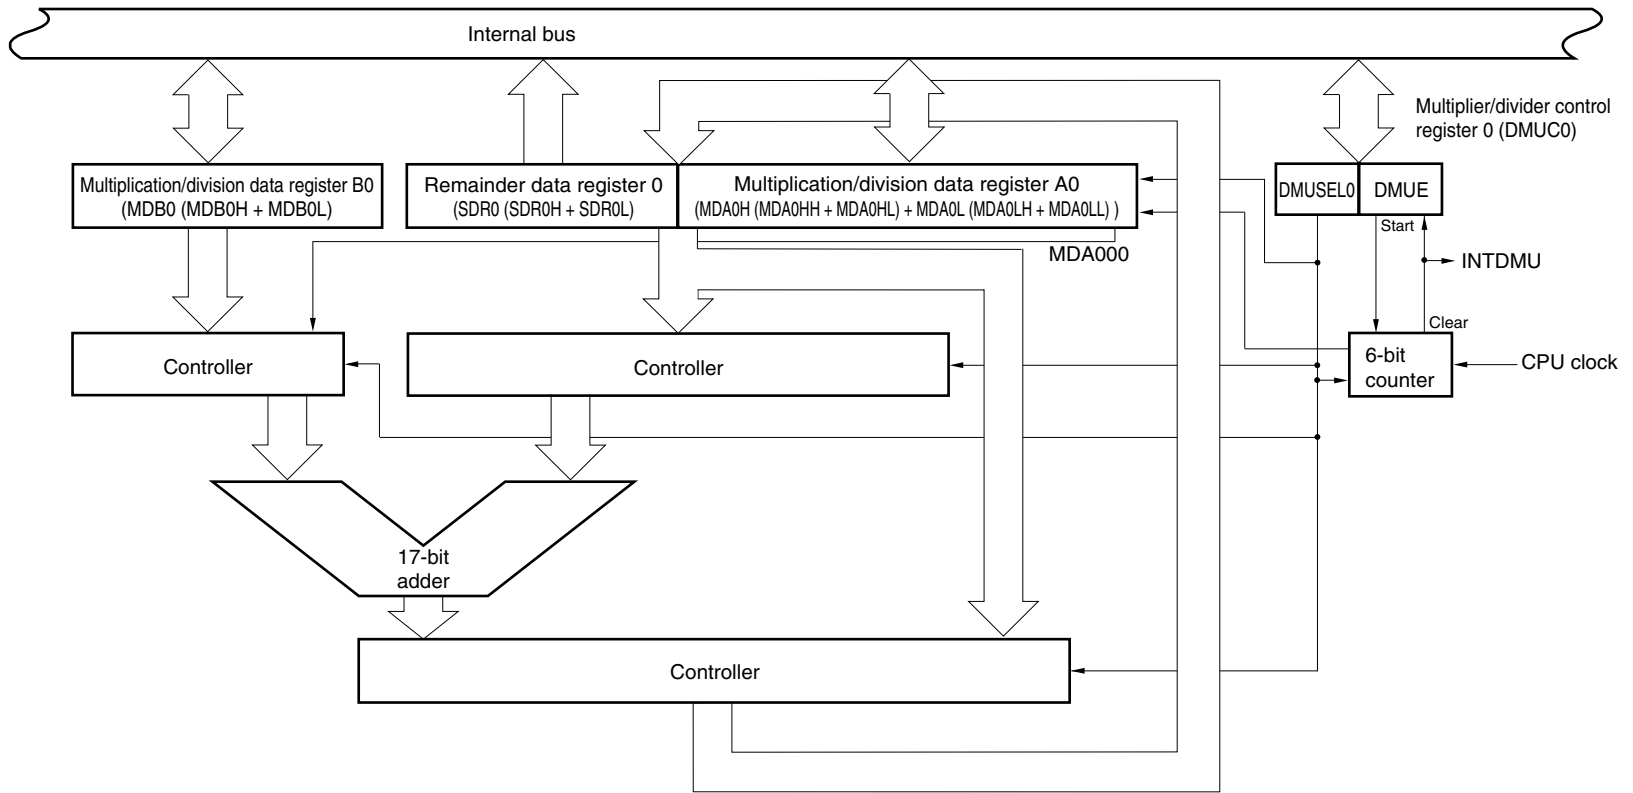 Internal bus
Multiplier/divider control
register 0 (DMUC0)
Multiplication/division data register B0
(MDB0 (MDB0H + MDB0L)
Remainder data register 0
(SDR0 (SDR0H + SDR0L)
Multiplication/division data register A0
(MDA0H (MDA0HH + MDA0HL) + MDA0L (MDA0LH + MDA0LL) )
DMUSEL0
DMUE
Start
MDA000
INTDMU
Clear
Controller
Controller
6-bit
counter
CPU clock
17-bit
adder
Controller